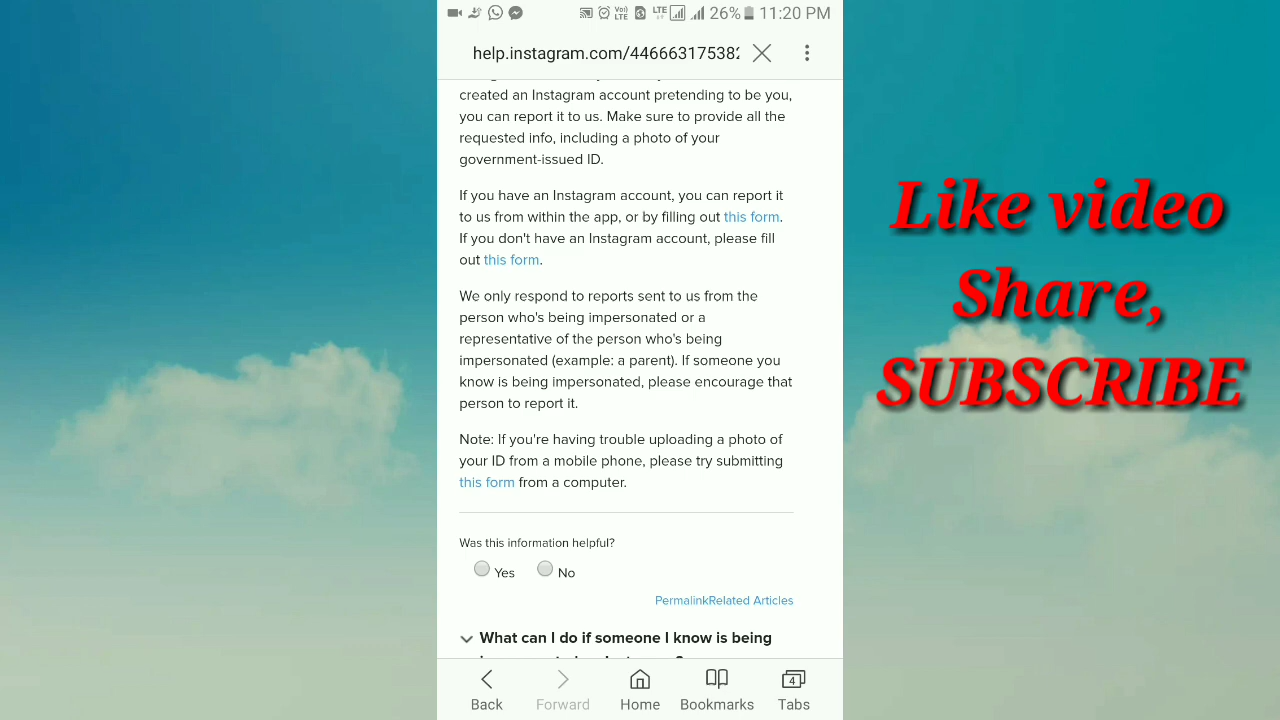 Voj) LTE LTE 26% 11:20 PM
help.instagram.com/44666317538
created an Instagram account pretending to be you,
you can report it to us. Make sure to provide all the
requested info, including a photo of your
government-issued ID.
If you have an Instagram account, you can report it
to us from within the app, or by filling out this form.
If you don't have an Instagram account, please fill
out this form.
We only respond to reports sent to us from the
person who's being impersonated or a
representative of the person who's being
impersonated (example: a parent). If someone you
know is being impersonated, please encourage that
person to report it.
Note: If you're having trouble uploading a photo of
your ID from a mobile phone, please try submitting
this form from a computer.
Was this information helpful?
Yes No
PermalinkRelated Articles
What can I do if someone I know is being
Back Forward Home Bookmarks 4 Tabs
Like video
Share,
SUBSCRIBE